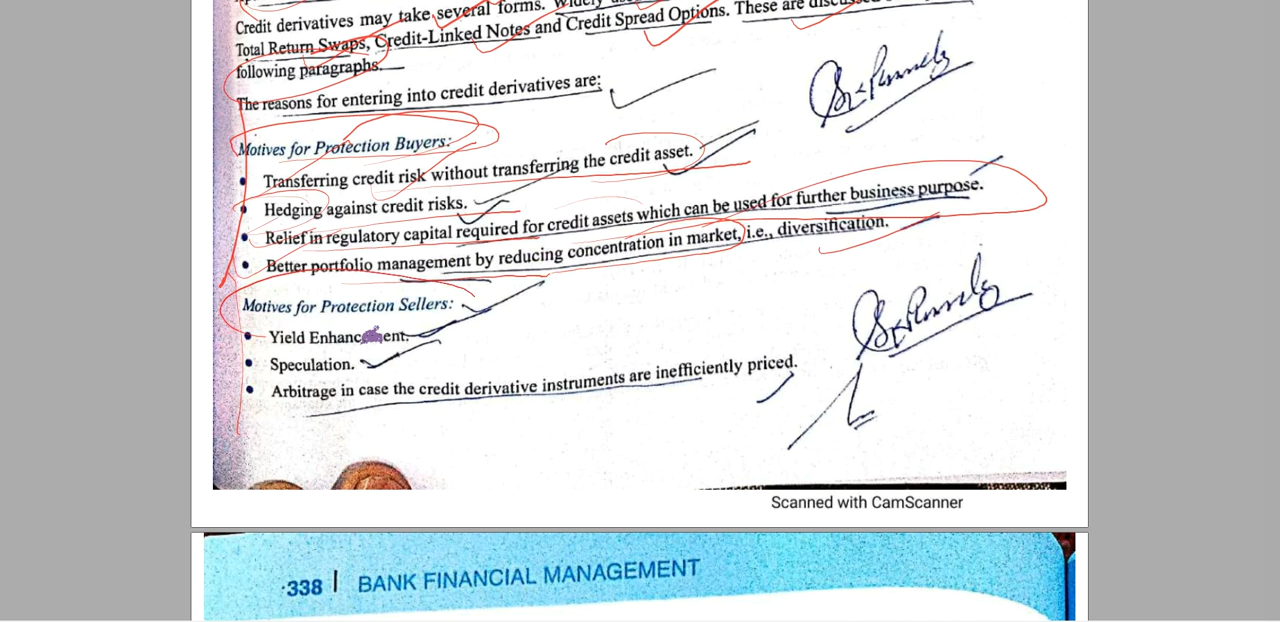 Credit derivatives may take several forms. Widely
Total Return Swaps, Credit-Linked Notes and Credit Spread Options. These are
following paragraphs.
The reasons for entering into credit derivatives are:
Motives for Protection Buyers:
• Transferring credit risk without transferring the credit asset.
• Hedging against credit risks.
• Relief in regulatory capital required for credit assets which can be used for further business purpose.
• Better portfolio management by reducing concentration in market, i.e., diversification.
Motives for Protection Sellers:
• Yield Enhancement.
• Speculation.
• Arbitrage in case the credit derivative instruments are inefficiently priced.
Scanned with CamScanner
338 | BANK FINANCIAL MANAGEMENT